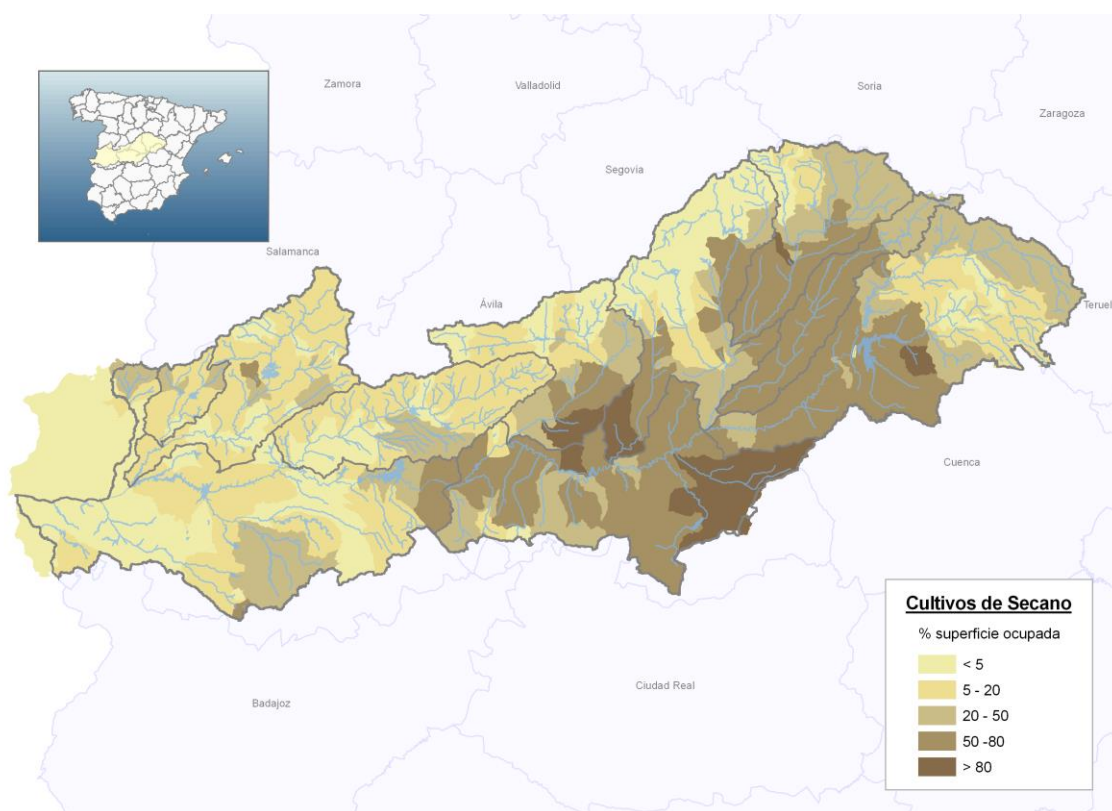 Zamora
Valladolid
Soria
Zaragoza
Segovia
Salamanca
Ávila
Teruel
Cuenca
Badajoz
Ciudad Real
Cultivos de Secano
% superficie ocupada
< 5
5 - 20
20 - 50
50 -80
> 80